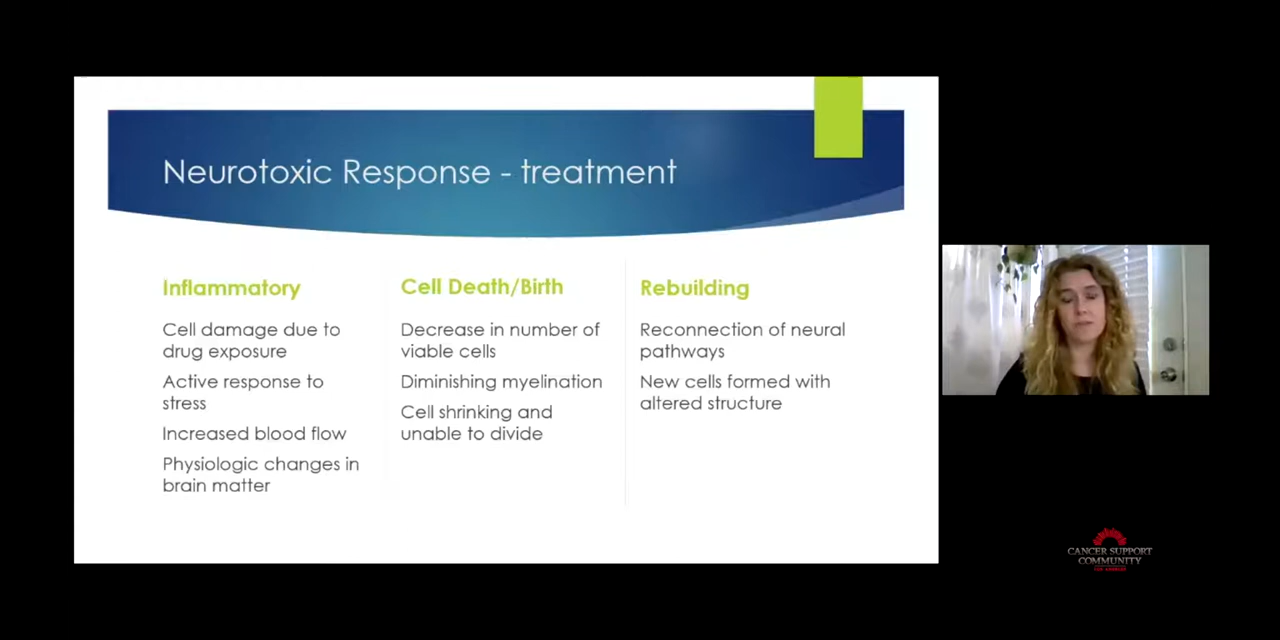 Neurotoxic Response - treatment
Inflammatory
Cell damage due to
drug exposure
Active response to
stress
Increased blood flow
Physiologic changes in
brain matter
Cell Death/Birth
Decrease in number of
viable cells
Diminishing myelination
Cell shrinking and
unable to divide
Rebuilding
Reconnection of neural
pathways
New cells formed with
altered structure
CANCER SUPPORT
COMMUNITY
LOS ANGELES